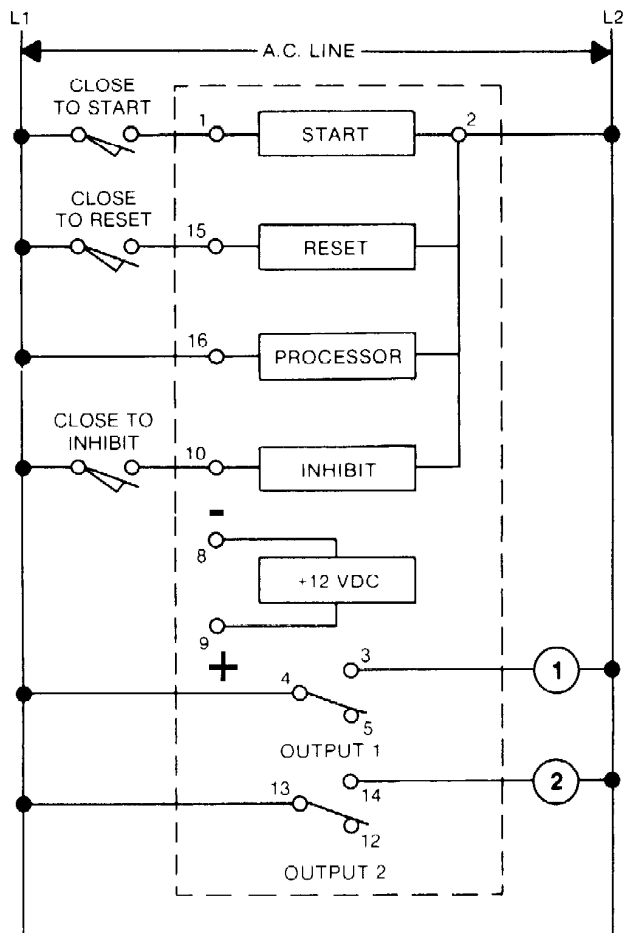 L1
L2
A.C. LINE
CLOSE
TO START
1
START
2
CLOSE
TO RESET
15
RESET
16
PROCESSOR
CLOSE TO
INHIBIT
10
INHIBIT
-
8
+12 VDC
9
+
3
1
4
5
OUTPUT 1
13
14
2
12
OUTPUT 2